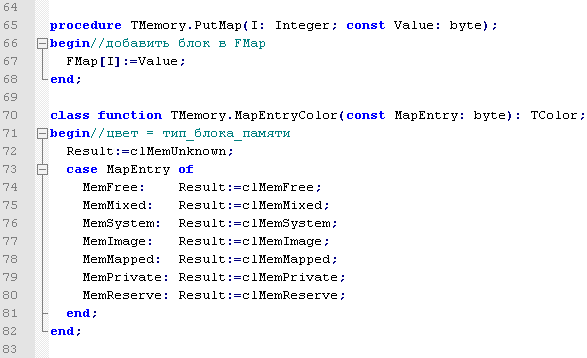 64
65 procedure TMemory.PutMap(I: Integer; const Value: byte);
66 begin//добавить блок в FMap
67   FMap[I]:=Value;
68 end;
69
70 class function TMemory.MapEntryColor(const MapEntry: byte): TColor;
71 begin//цвет = тип_блока_памяти
72   Result:=clMemUnknown;
73   case MapEntry of
74     MemFree:    Result:=clMemFree;
75     MemMixed:   Result:=clMemMixed;
76     MemSystem:  Result:=clMemSystem;
77     MemImage:   Result:=clMemImage;
78     MemMapped:  Result:=clMemMapped;
79     MemPrivate: Result:=clMemPrivate;
80     MemReserve: Result:=clMemReserve;
81   end;
82 end;
83